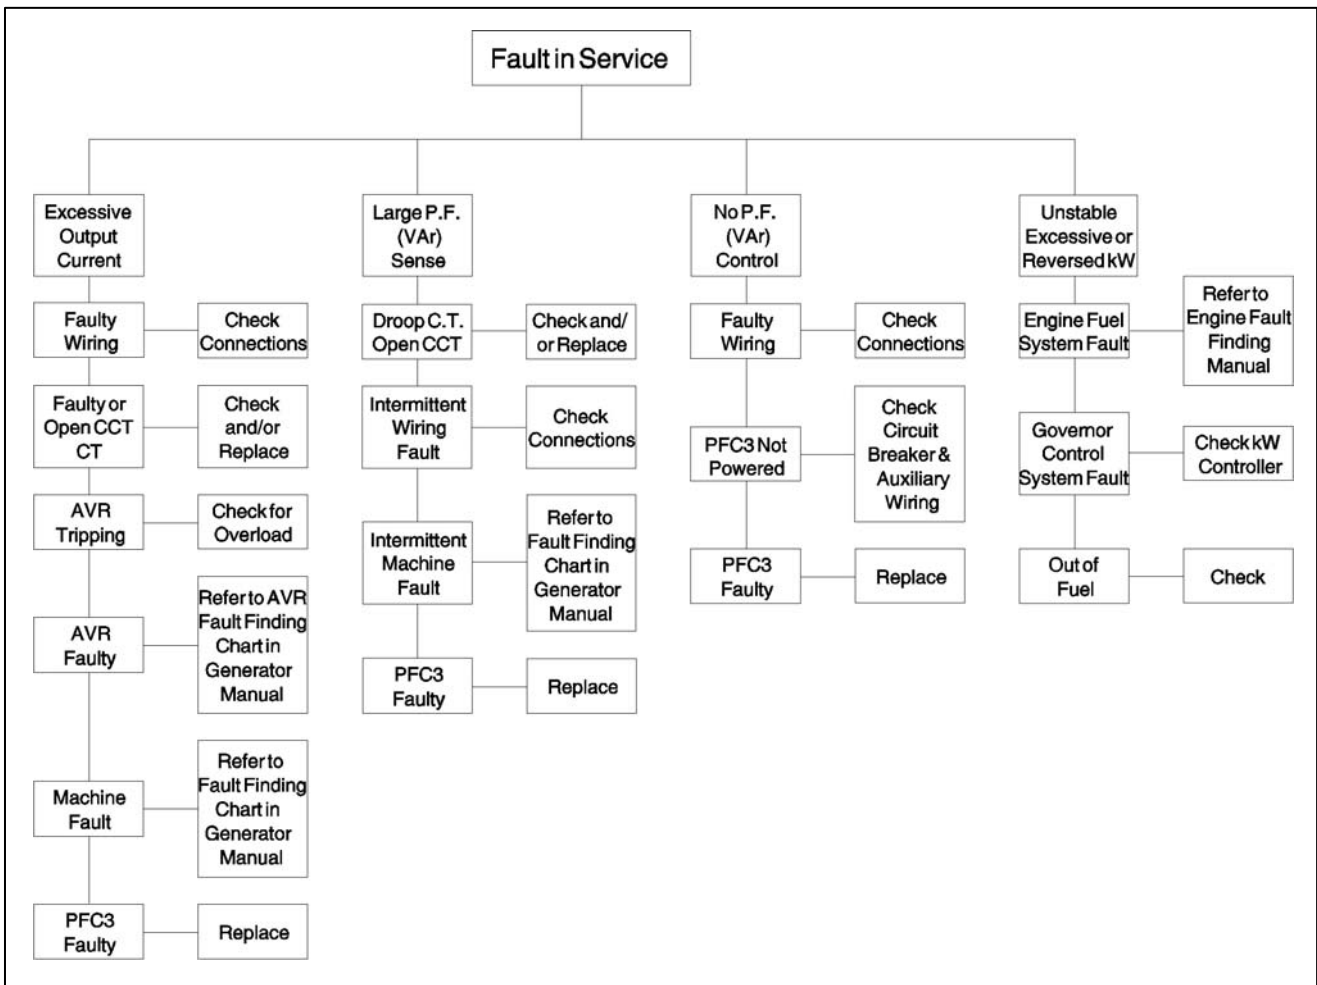 Fault in Service
Excessive
Output
Current
Faulty
Wiring
Check
Connections
Faulty or
Open CCT
CT
Check
and/or
Replace
AVR
Tripping
Check for
Overload
AVR
Faulty
Refer to AVR
Fault Finding
Chart in
Generator
Manual
Machine
Fault
Refer to
Fault Finding
Chart in
Generator
Manual
PFC3
Faulty
Replace
Large P.F.
(VAr)
Sense
Droop C.T.
Open CCT
Check and/
or Replace
Intermittent
Wiring
Fault
Check
Connections
Intermittent
Machine
Fault
Refer to
Fault Finding
Chart in
Generator
Manual
PFC3
Faulty
Replace
No P.F.
(VAr)
Control
Faulty
Wiring
Check
Connections
PFC3 Not
Powered
Check
Circuit
Breaker &
Auxiliary
Wiring
PFC3
Faulty
Replace
Unstable
Excessive or
Reversed kW
Engine Fuel
System Fault
Refer to
Engine Fault
Finding
Manual
Governor
Control
System Fault
Check kW
Controller
Out of
Fuel
Check